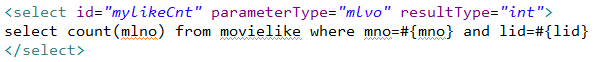 <select id="mylikeCnt" parameterType="mlvo" resultType="int">
select count(mlno) from movielike where mno=#{mno} and lid=#{lid}
</select>